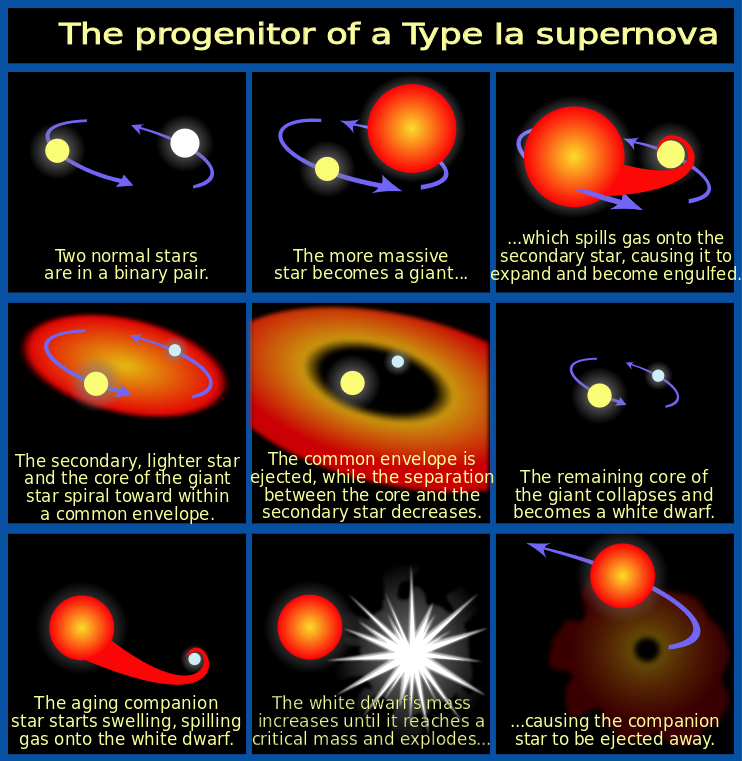 The progenitor of a Type Ia supernova
Two normal stars
are in a binary pair.
The more massive
star becomes a giant...
...which spills gas onto the
secondary star, causing it to
expand and become engulfed.
The secondary, lighter star
and the core of the giant
star spiral toward within
a common envelope.
The common envelope is
ejected, while the separation
between the core and the
secondary star decreases.
The remaining core of
the giant collapses and
becomes a white dwarf.
The aging companion
star starts swelling, spilling
gas onto the white dwarf.
The white dwarf's mass
increases until it reaches a
critical mass and explodes...
...causing the companion
star to be ejected away.